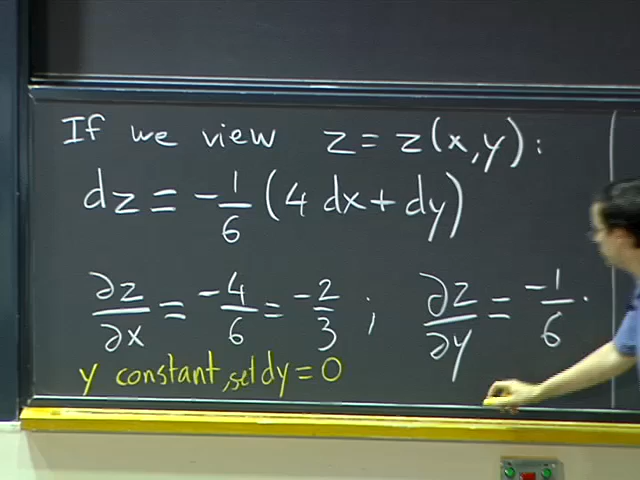 If we view z = z(x,y):
dz = -1/6 (4 dx + dy)
∂z/∂x = -4/6 = -2/3 ; ∂z/∂y = -1/6.
y constant, set dy = 0